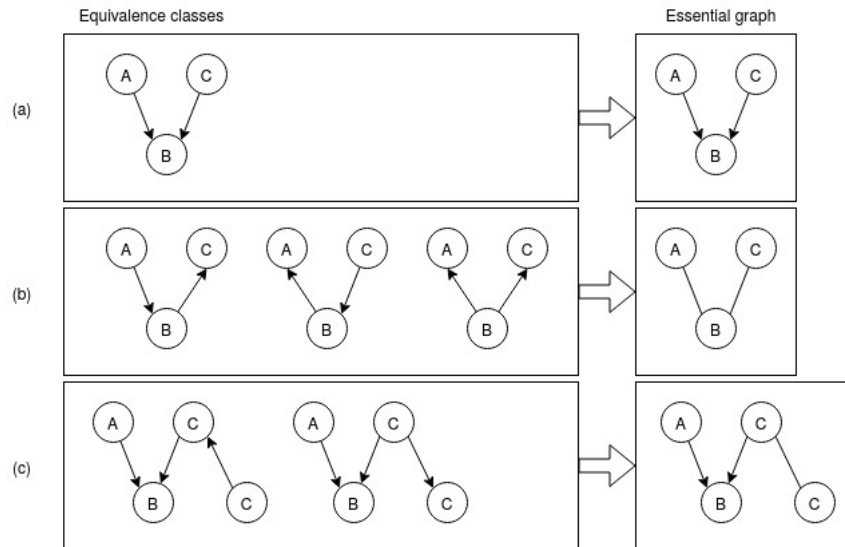 Equivalence classes Essential graph
A C A C
(a)
B B
A C A C A C A C
(b)
B B B B
A C A C A C
(c)
B C B C B C